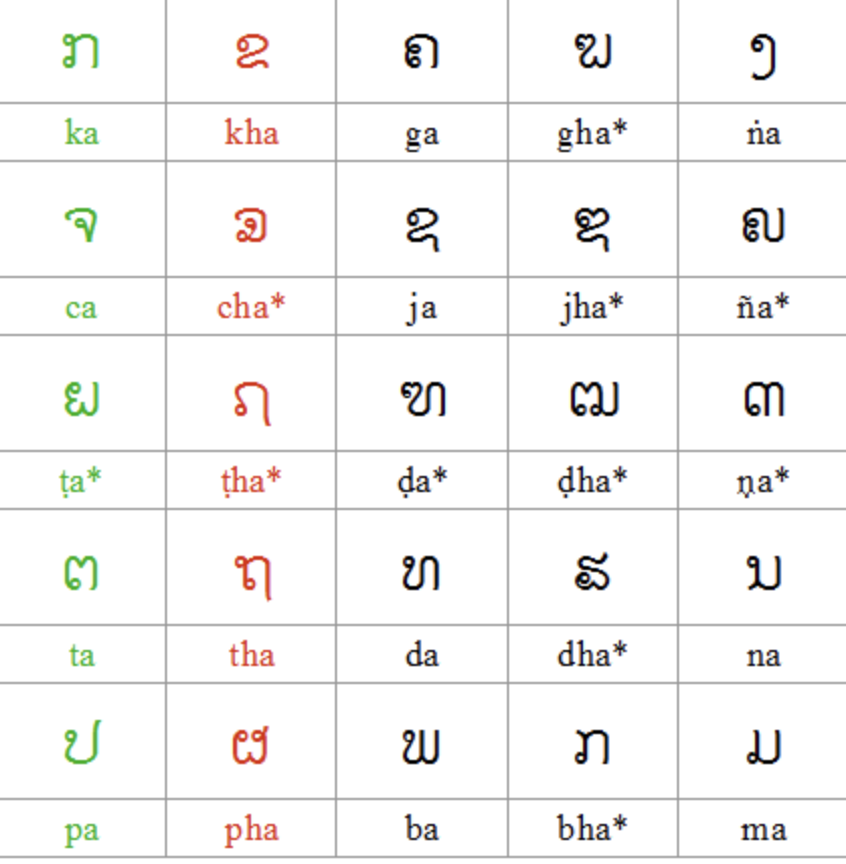 ກ ຂ ຄ ຆ ງ
ka kha ga gha* ṅa
ຈ ຉ ຊ ຌ ຎ
ca cha* ja jha* ña*
ຏ ຐ ຑ ຒ ຓ
ṭa* ṭha* ḍa* ḍha* ṇa*
ຕ ຖ ທ ຘ ນ
ta tha da dha* na
ປ ຜ ພ ຠ ມ
pa pha ba bha* ma